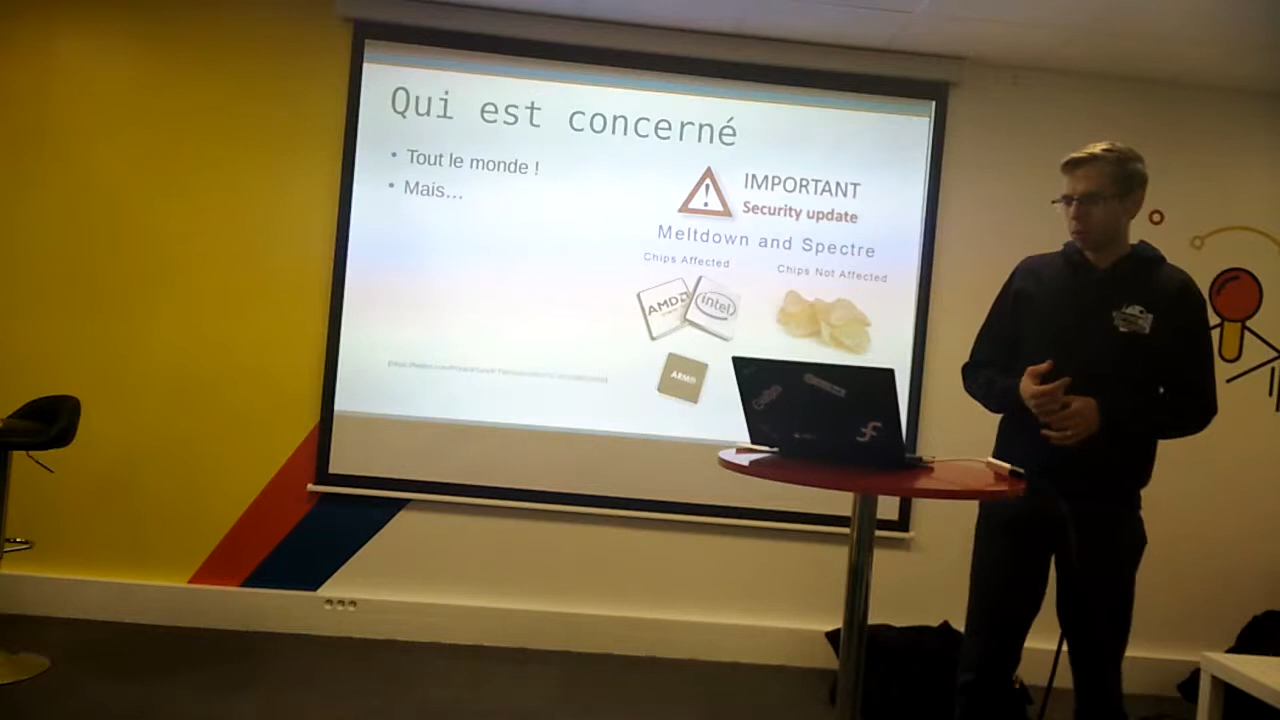 Qui est concerné
• Tout le monde !
• Mais...
IMPORTANT
Security update
Meltdown and Spectre
Chips Affected
Chips Not Affected
AMD
intel
ARM